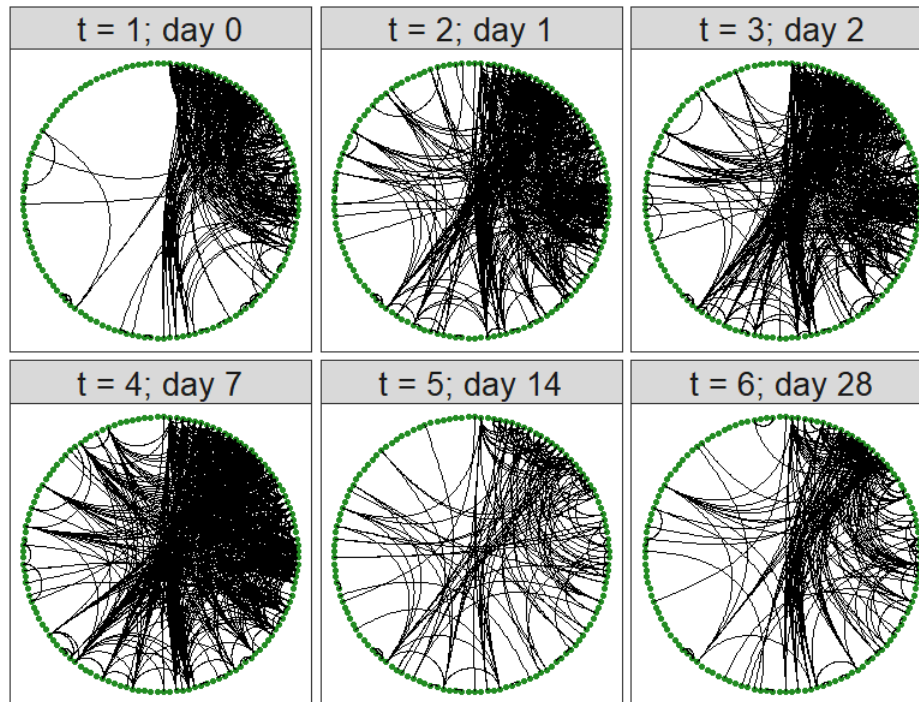 t = 1; day 0
t = 2; day 1
t = 3; day 2
t = 4; day 7
t = 5; day 14
t = 6; day 28